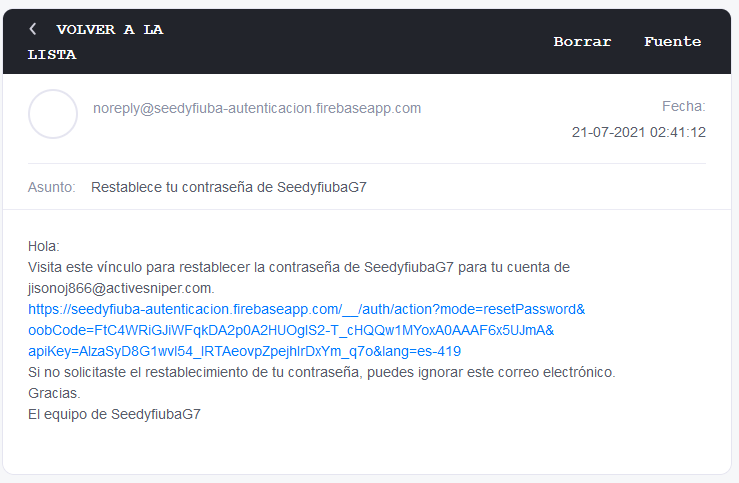 VOLVER A LA
LISTA
Borrar
Fuente
noreply@seedyfiuba-autenticacion.firebaseapp.com
Fecha:
21-07-2021 02:41:12
Asunto: Restablece tu contraseña de SeedyfiubaG7
Hola:
Visita este vínculo para restablecer la contraseña de SeedyfiubaG7 para tu cuenta de
jisonoj866@activesniper.com.
https://seedyfiuba-autenticacion.firebaseapp.com/__/auth/action?mode=resetPassword&
oobCode=FtC4WRiGJiWFqkDA2p0A2HUOglS2-T_cHQQw1MYoxA0AAAF6x5UJmA&
apiKey=AIzaSyD8G1wvl54_lRTAeovpZpejhlrDxYm_q7o&lang=es-419
Si no solicitaste el restablecimiento de tu contraseña, puedes ignorar este correo electrónico.
Gracias.
El equipo de SeedyfiubaG7